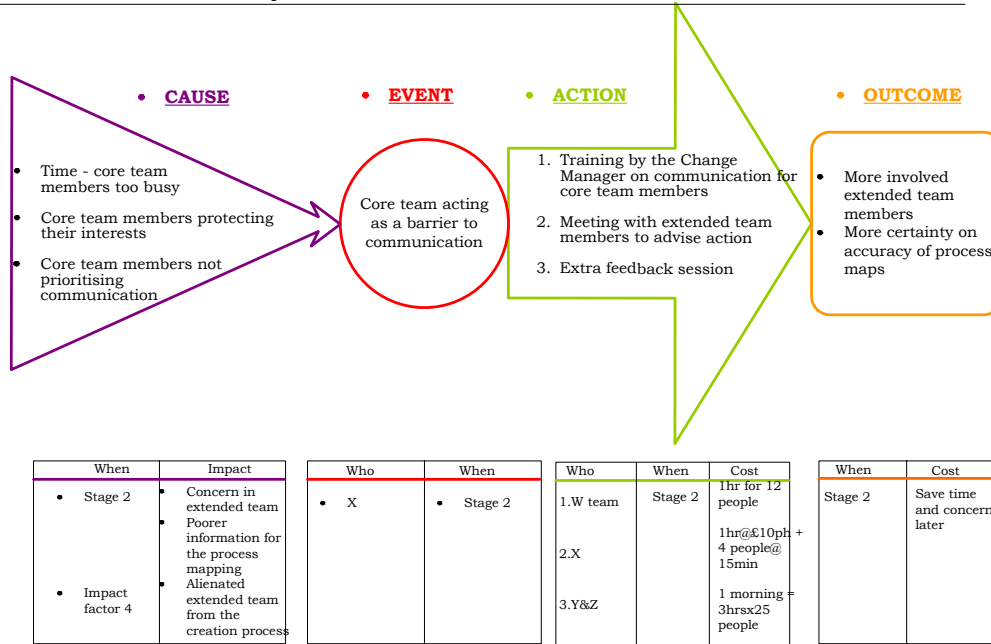 CAUSE
EVENT
ACTION
OUTCOME
Time - core team
members too busy
Core team members protecting
their interests
Core team members not
prioritising
communication
Core team acting
as a barrier to
communication
1. Training by the Change
Manager on communication for
core team members
2. Meeting with extended team
members to advise action
3. Extra feedback session
More involved
extended team
members
More certainty on
accuracy of process
maps
When
Impact
Stage 2
Impact
factor 4
Concern in
extended team
Poorer
information for
the process
mapping
Alienated
extended team
from the
creation process
Who
When
X
Stage 2
Who
When
Cost
1.W team
Stage 2
1hr for 12
people
2.X
1hr@£10ph +
4 people@
15min
3.Y&Z
1 morning =
3hrsx25
people
When
Cost
Stage 2
Save time
and concern
later